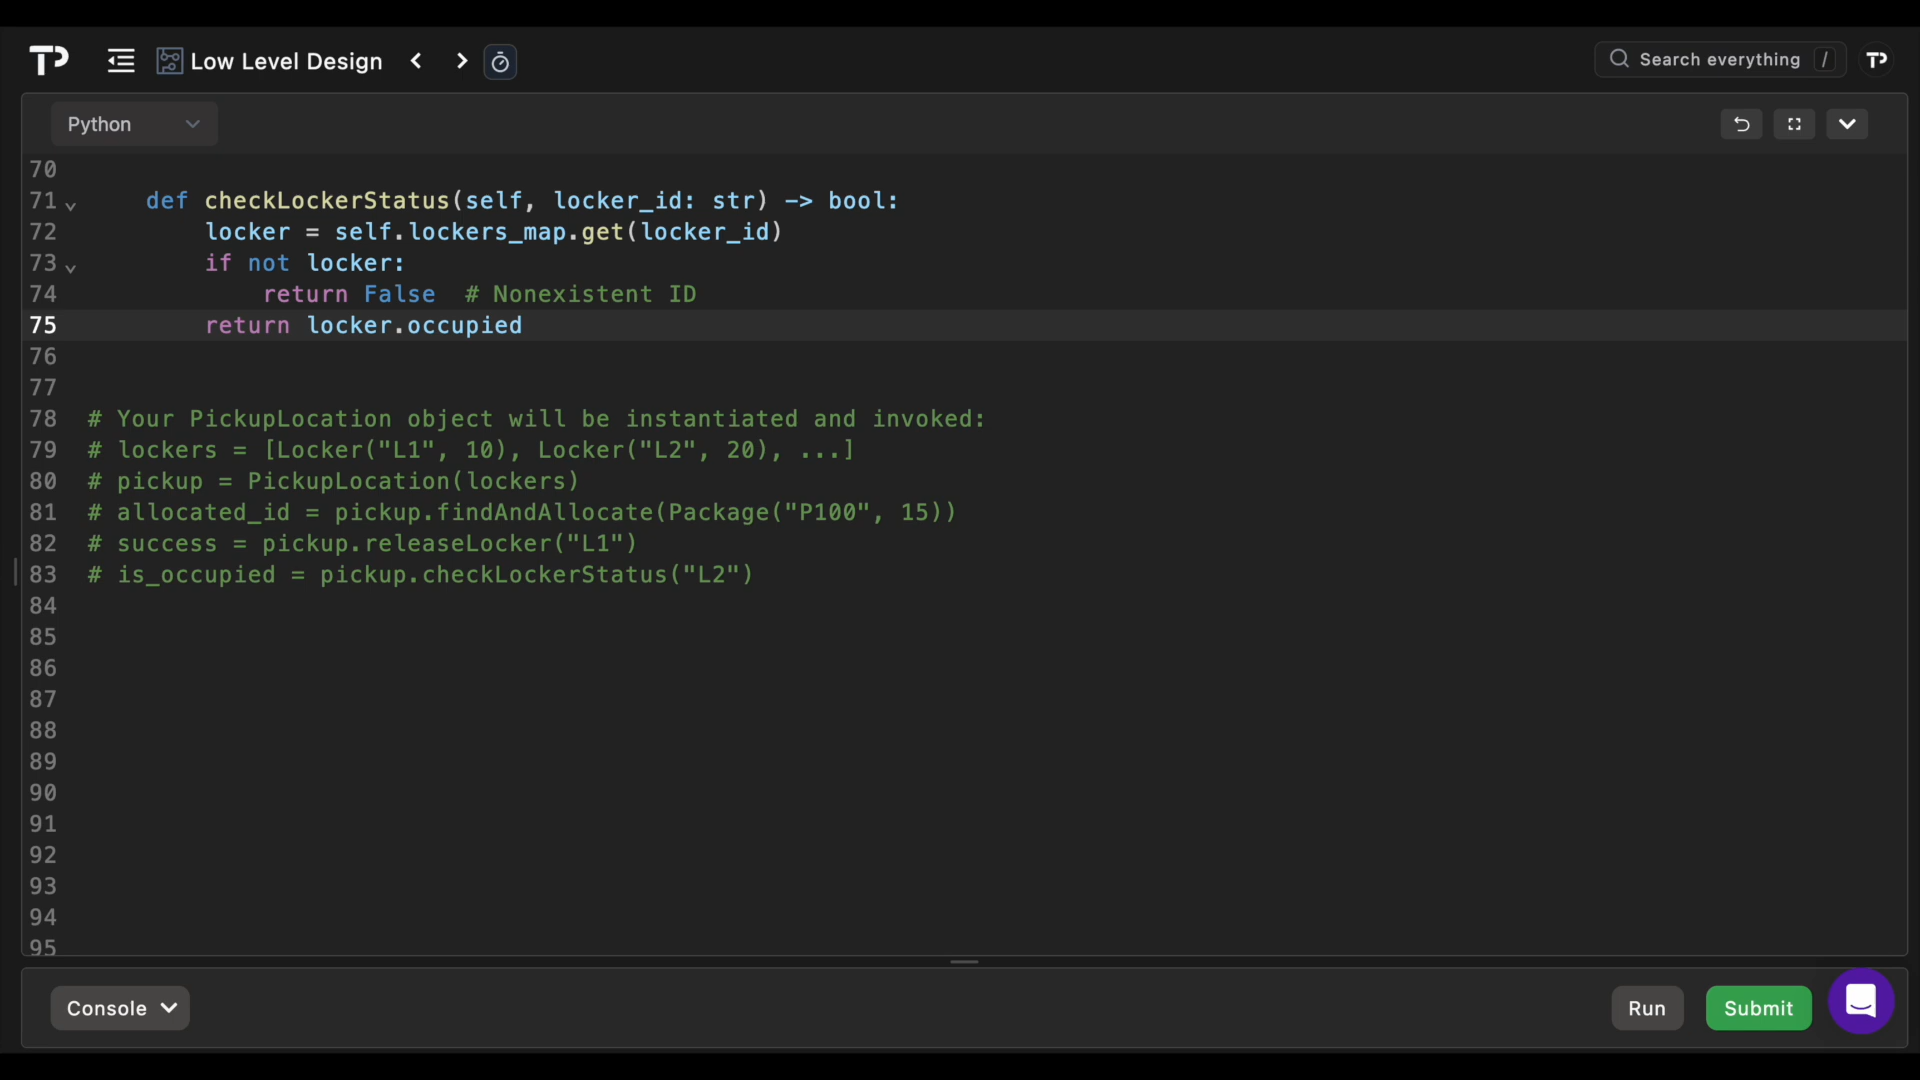 TP Low Level Design < > Search everything / TP
Python
70
71 def checkLockerStatus(self, locker_id: str) -> bool:
72 locker = self.lockers_map.get(locker_id)
73 if not locker:
74 return False # Nonexistent ID
75 return locker.occupied
76
77
78 # Your PickupLocation object will be instantiated and invoked:
79 # lockers = [Locker("L1", 10), Locker("L2", 20), ...]
80 # pickup = PickupLocation(lockers)
81 # allocated_id = pickup.findAndAllocate(Package("P100", 15))
82 # success = pickup.releaseLocker("L1")
83 # is_occupied = pickup.checkLockerStatus("L2")
84
85
86
87
88
89
90
91
92
93
94
95
Console Run Submit